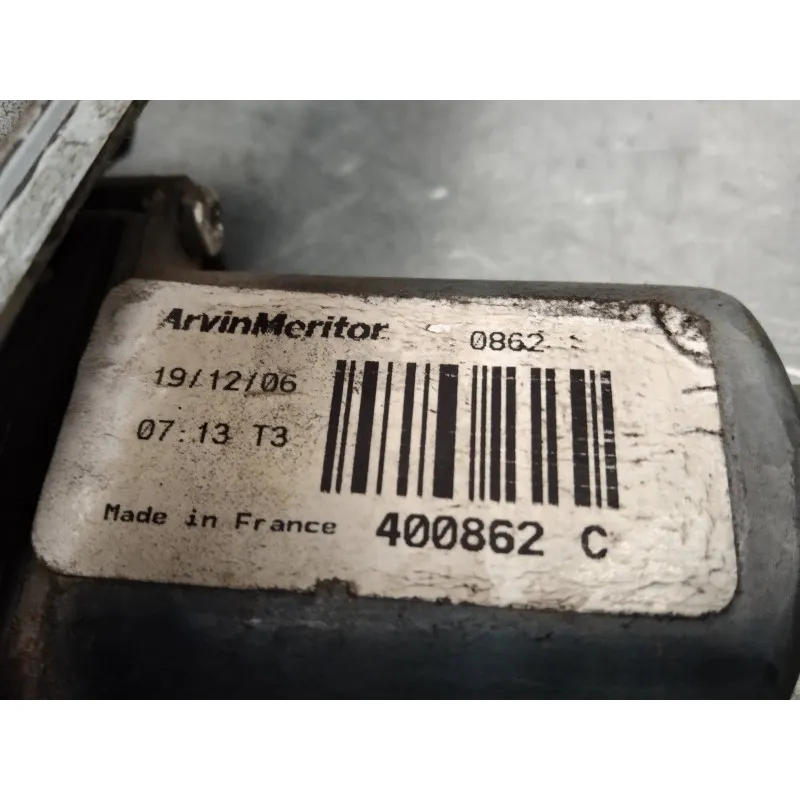 ArvinMeritor 0862
19/12/06
07:13 T3
Made in France 400862 C